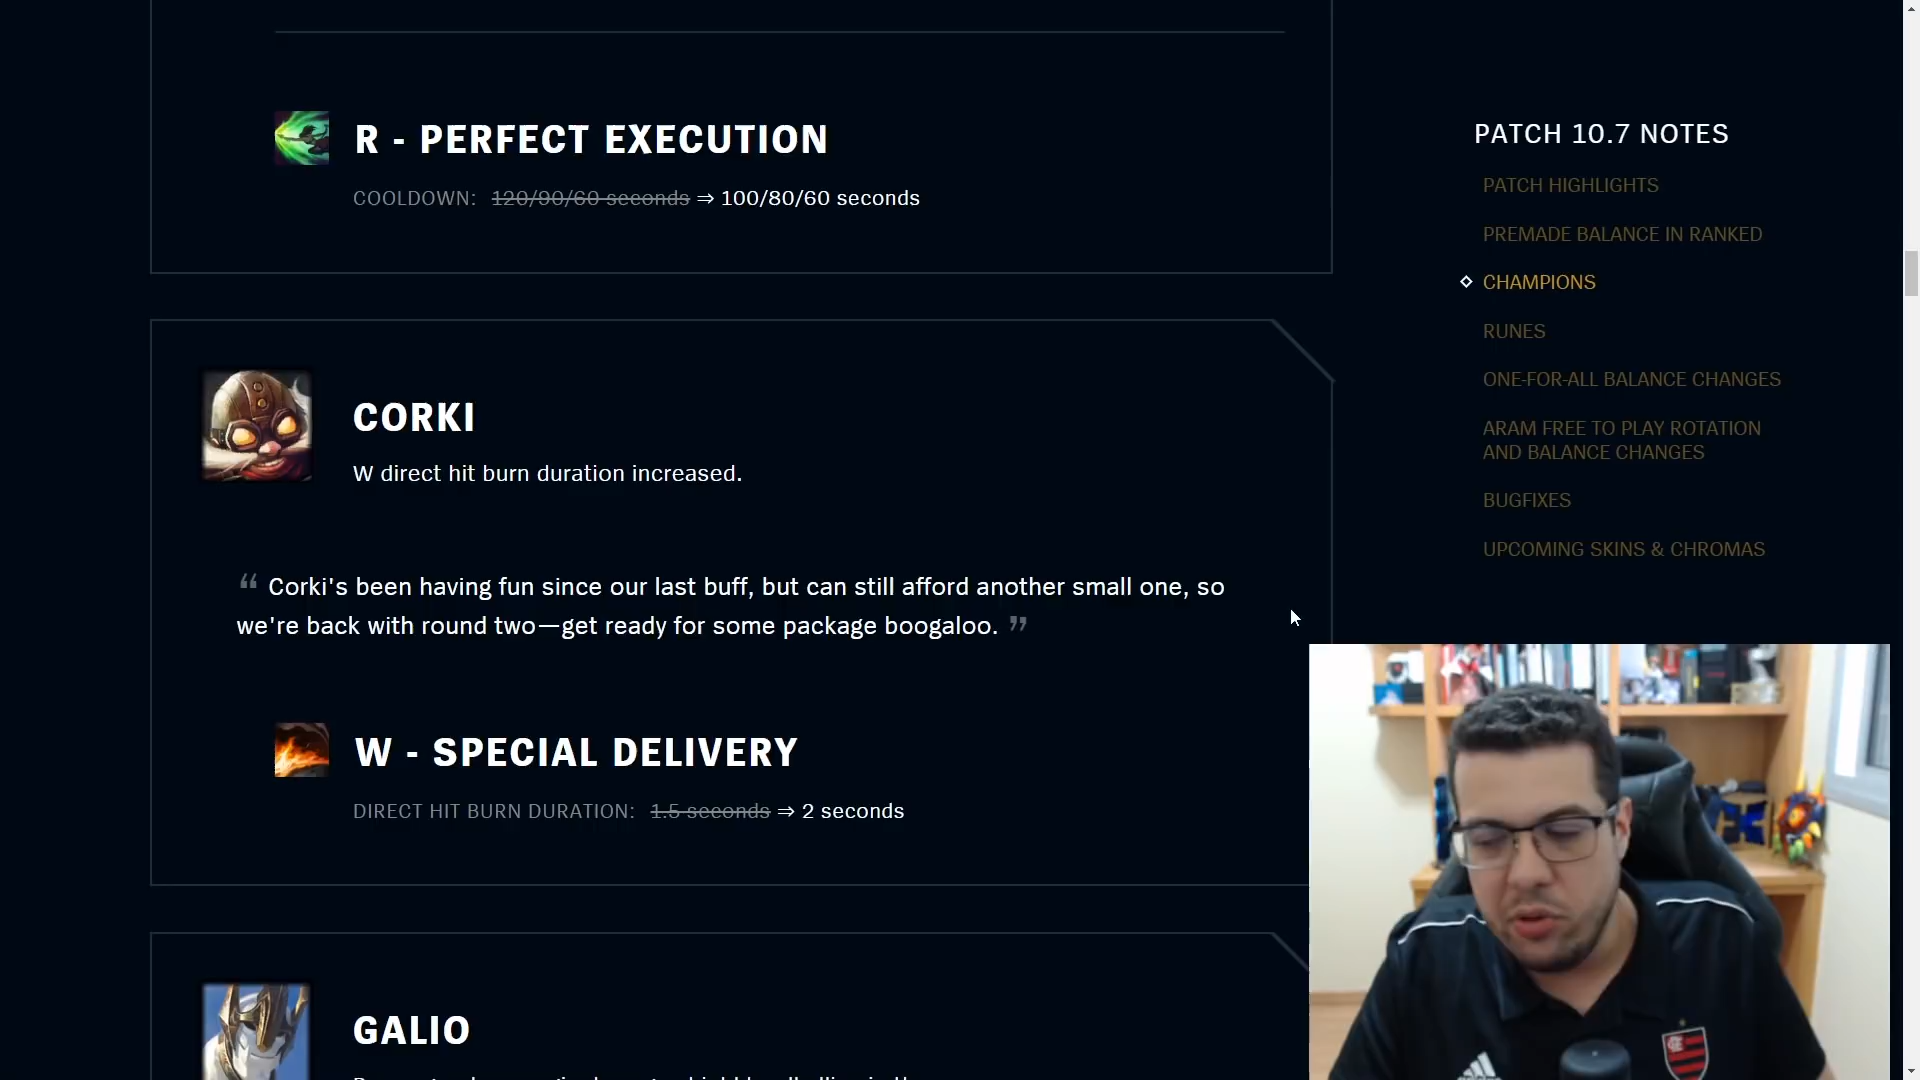 R - PERFECT EXECUTION
COOLDOWN: 120/90/60 seconds ⇒ 100/80/60 seconds
CORKI
W direct hit burn duration increased.
“ Corki's been having fun since our last buff, but can still afford another small one, so
we're back with round two—get ready for some package boogaloo. ”
W - SPECIAL DELIVERY
DIRECT HIT BURN DURATION: 1.5 seconds ⇒ 2 seconds
GALIO
PATCH 10.7 NOTES
PATCH HIGHLIGHTS
PREMADE BALANCE IN RANKED
CHAMPIONS
RUNES
ONE-FOR-ALL BALANCE CHANGES
ARAM FREE TO PLAY ROTATION
AND BALANCE CHANGES
BUGFIXES
UPCOMING SKINS & CHROMAS